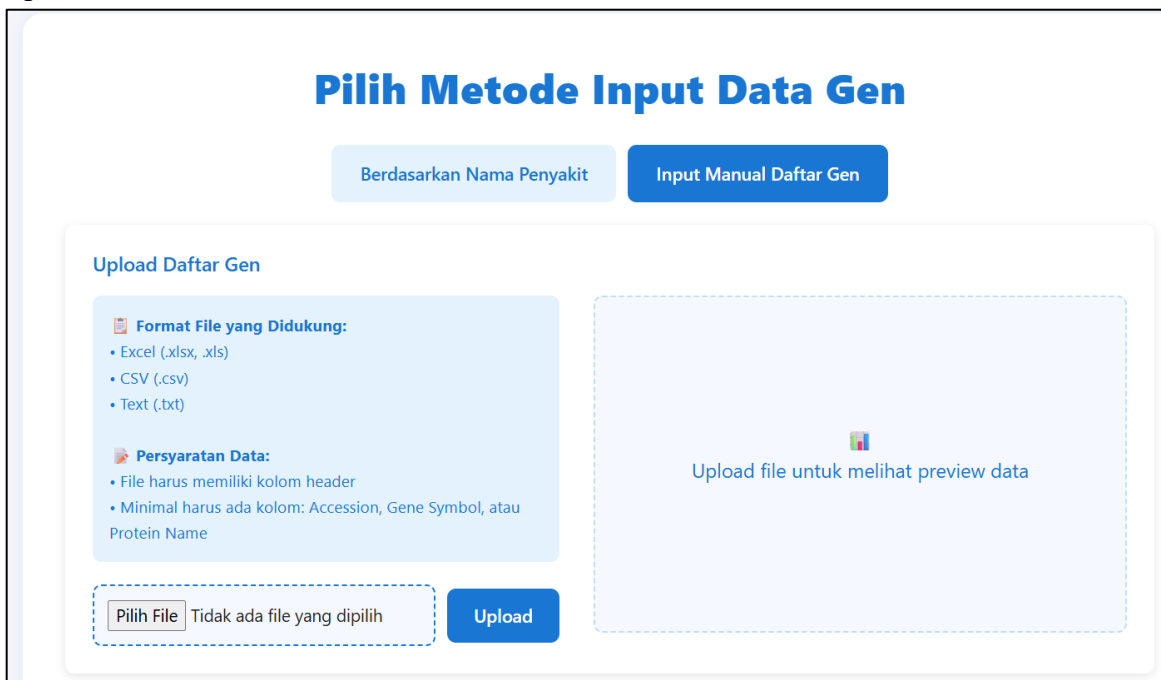 Pilih Metode Input Data Gen
Berdasarkan Nama Penyakit
Input Manual Daftar Gen
Upload Daftar Gen
Format File yang Didukung:
• Excel (.xlsx, .xls)
• CSV (.csv)
• Text (.txt)
Persyaratan Data:
• File harus memiliki kolom header
• Minimal harus ada kolom: Accession, Gene Symbol, atau
Protein Name
Pilih File Tidak ada file yang dipilih
Upload
Upload file untuk melihat preview data